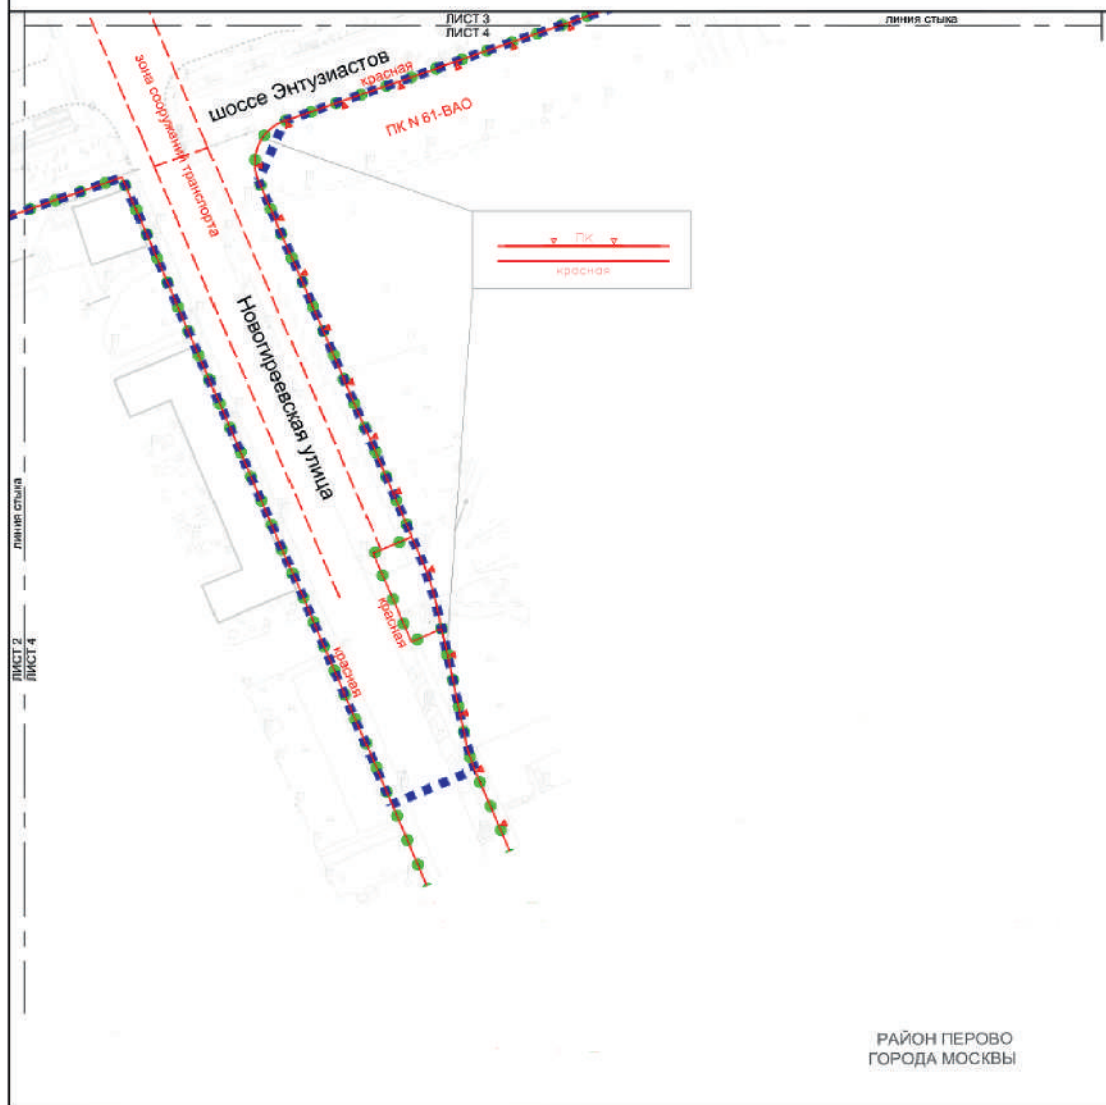 ЛИСТ 3
линия стыка
ЛИСТ 4
шоссе Энтузиастов
красная
ПК N 61-ВАО
зона сооружания транспорта
ПК
красная
Новогиреевская улица
линия стыка
красная
красная
ЛИСТ 2
ЛИСТ 4
РАЙОН ПЕРОВО
ГОРОДА МОСКВЫ